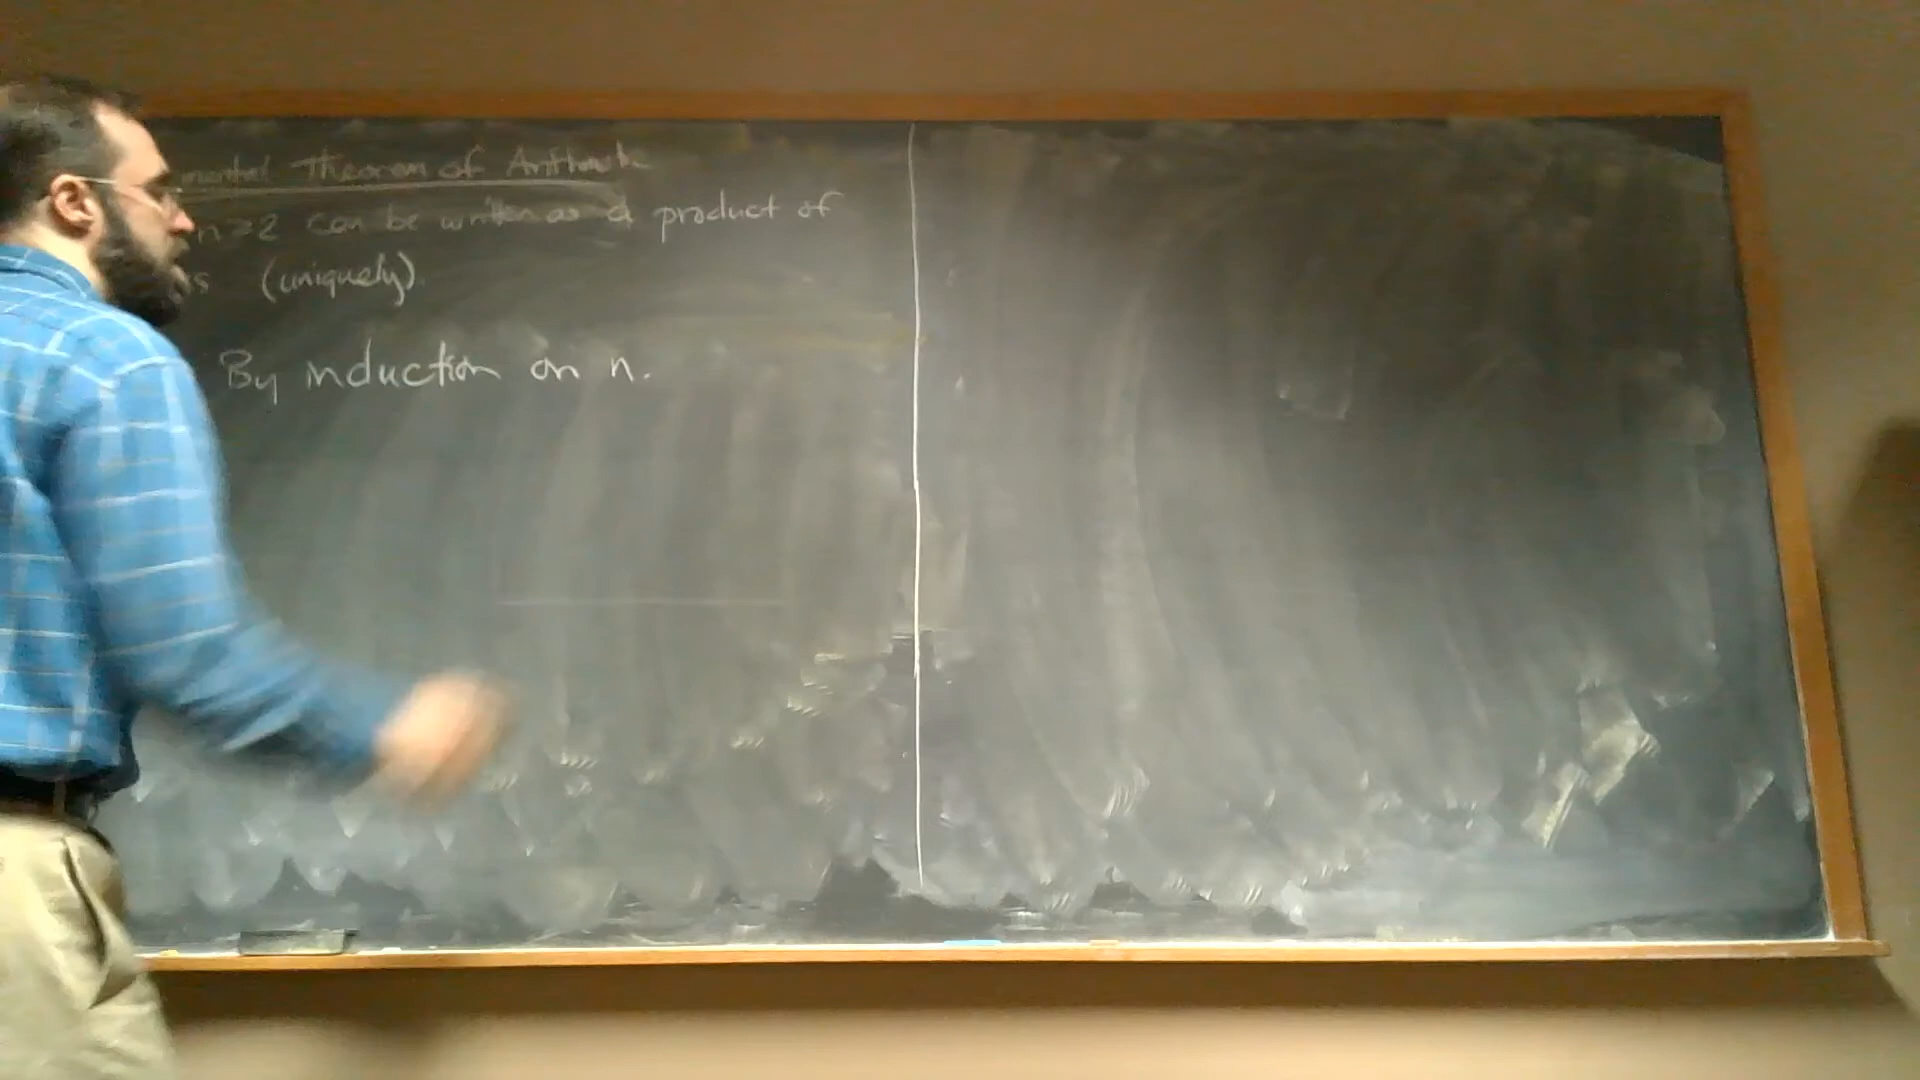 Theorem of Arithmetic
n≥2 can be written as a product of
(uniquely).
By induction on n.